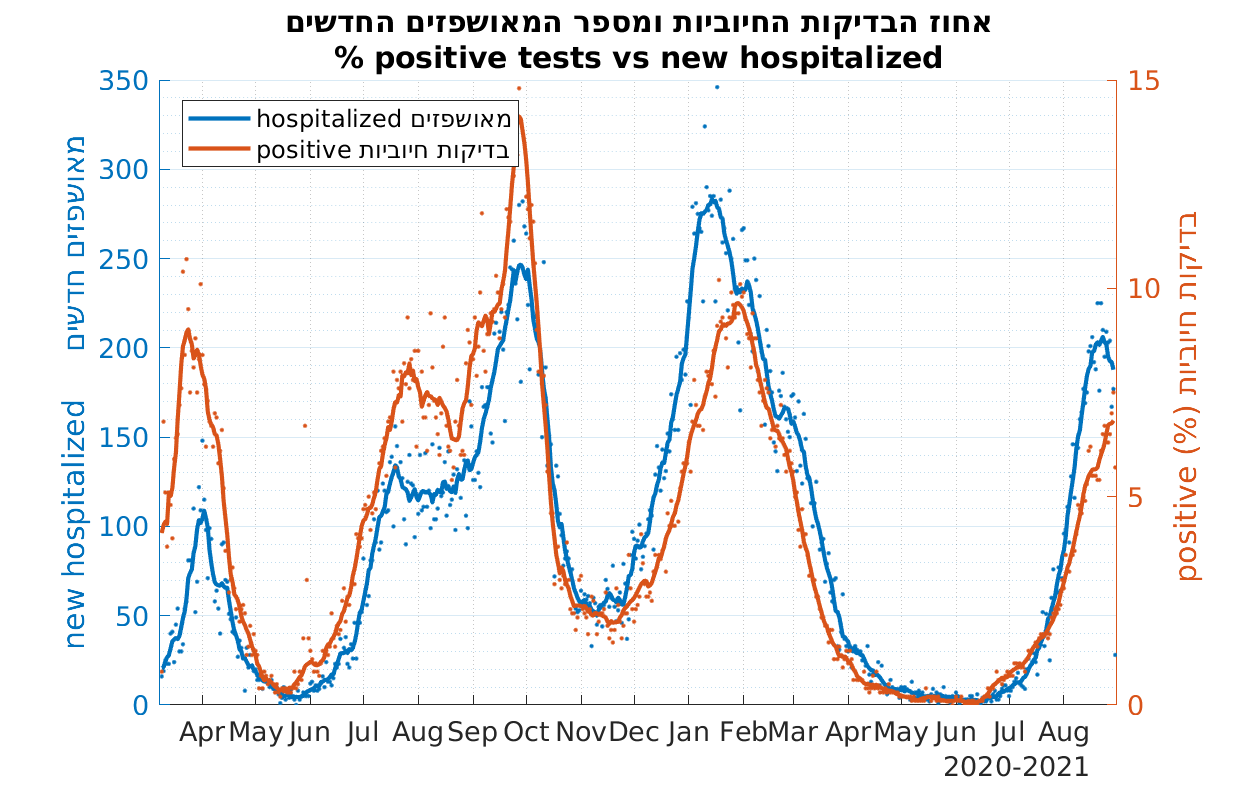 אחוז הבדיקות החיוביות ומספר המאושפזים החדשים
% positive tests vs new hospitalized
hospitalized מאושפזים
positive בדיקות חיוביות
new hospitalized מאושפזים חדשים
350
300
250
200
150
100
50
0
15
10
5
0
positive (%) בדיקות חיוביות
Apr May Jun Jul Aug Sep Oct Nov Dec Jan Feb Mar Apr May Jun Jul Aug
2020-2021